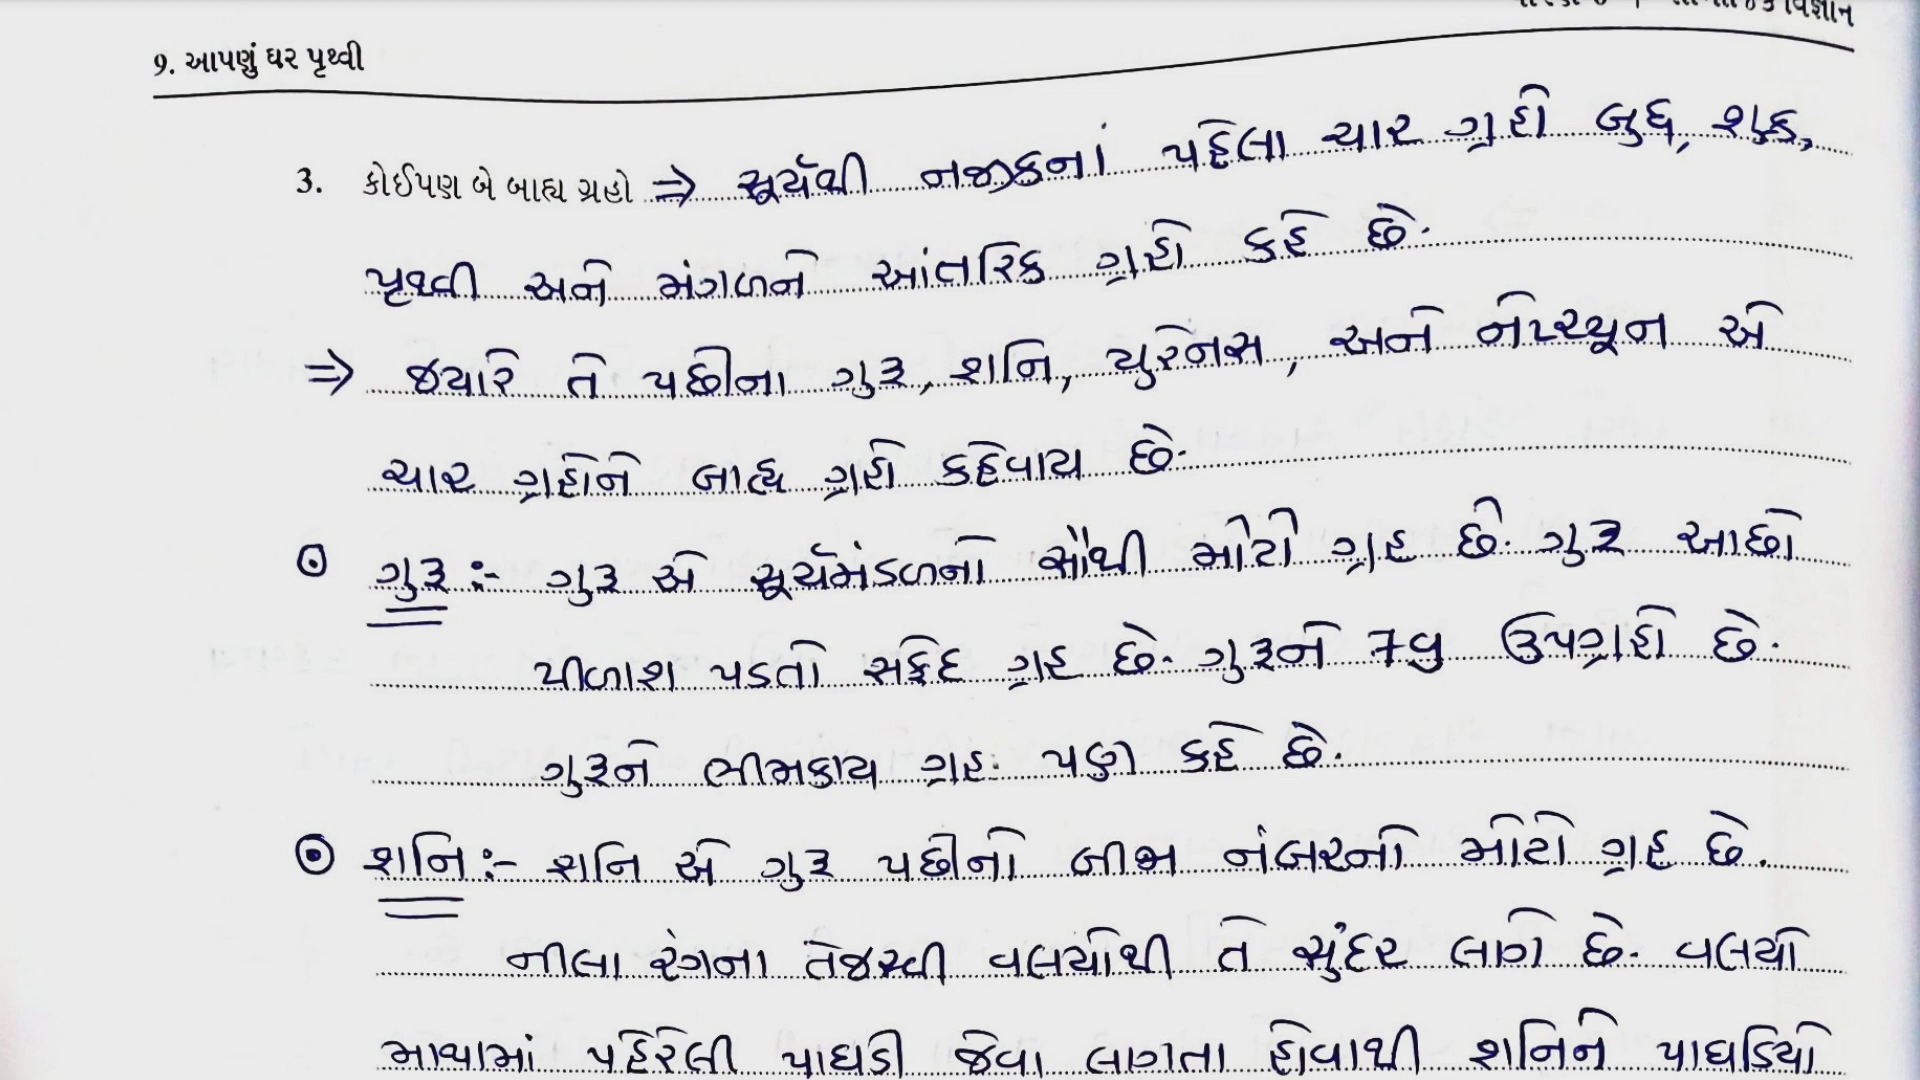 વિજ્ઞાન
9. આપણું ઘર પૃથ્વી
3. કોઈપણ બે બાહ્ય ગ્રહો ⇒ સૂર્યથી નજીકનાં પહેલા ચાર ગ્રહો બુધ, શુક્ર,
પૃથ્વી અને મંગળને આંતરિક ગ્રહો કહે છે.
⇒ જયારે તે પછીના ગુરૂ, શનિ, યુરેનસ, અને નેપ્ચ્યૂન એ
ચાર ગ્રહોને બાહ્ય ગ્રહો કહેવાય છે.
⊙ ગુરૂ :- ગુરૂ એ સૂર્યમંડળનો સૌથી મોટો ગ્રહ છે. ગુરૂ આછો
પીળાશ પડતો સફેદ ગ્રહ છે. ગુરૂને 79 ઉપગ્રહો છે.
ગુરૂને ભીમકાય ગ્રહ પણ કહે છે.
⊙ શનિ :- શનિ એ ગુરૂ પછીનો બીજા નંબરનો મોટો ગ્રહ છે.
નીલા રંગના તેજસ્વી વલયોથી તે સુંદર લાગે છે. વલયો
માથામાં પહેરેલી પાઘડી જેવા લાગતા હોવાથી શનિને પાઘડિયો